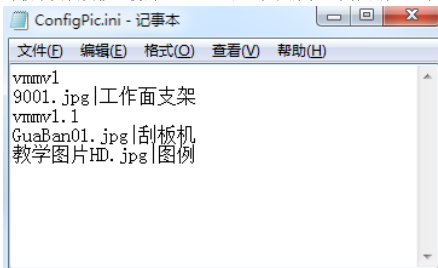 ConfigPic.ini - 记事本
文件(F) 编辑(E) 格式(O) 查看(V) 帮助(H)
vmmv1
9001.jpg|工作面支架
vmmv1.1
GuaBan01.jpg|刮板机
教学图片HD.jpg|图例